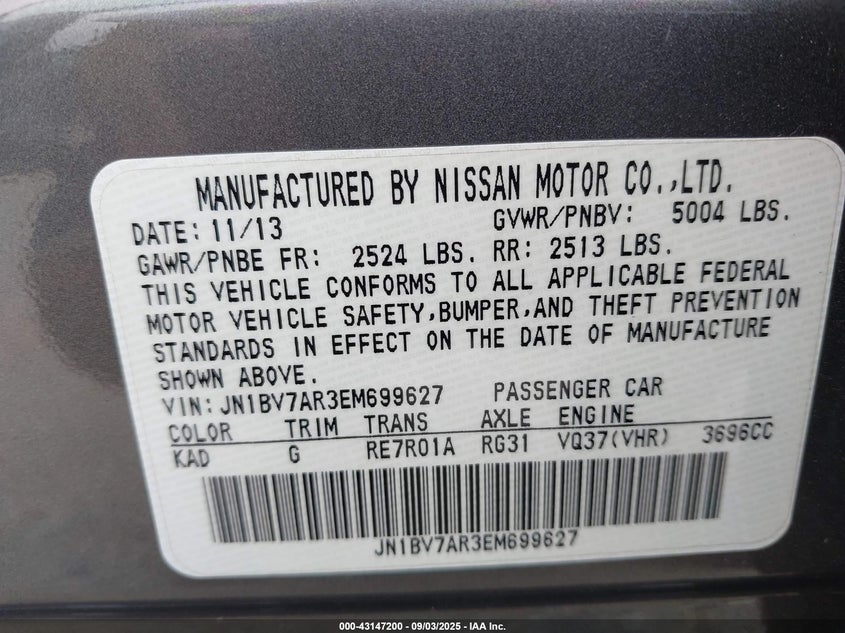 MANUFACTURED BY NISSAN MOTOR CO.,LTD.
DATE: 11/13 GVWR/PNBV: 5004 LBS.
GAWR/PNBE FR: 2524 LBS. RR: 2513 LBS.
THIS VEHICLE CONFORMS TO ALL APPLICABLE FEDERAL
MOTOR VEHICLE SAFETY,BUMPER,AND THEFT PREVENTION
STANDARDS IN EFFECT ON THE DATE OF MANUFACTURE
SHOWN ABOVE.
VIN:JN1BV7AR3EM699627 PASSENGER CAR
COLOR TRIM TRANS AXLE ENGINE
KAD G RE7R01A RG31 VQ37(VHR) 3696CC
JN1BV7AR3EM699627
000-43147200 - 09/03/2025 - IAA Inc.